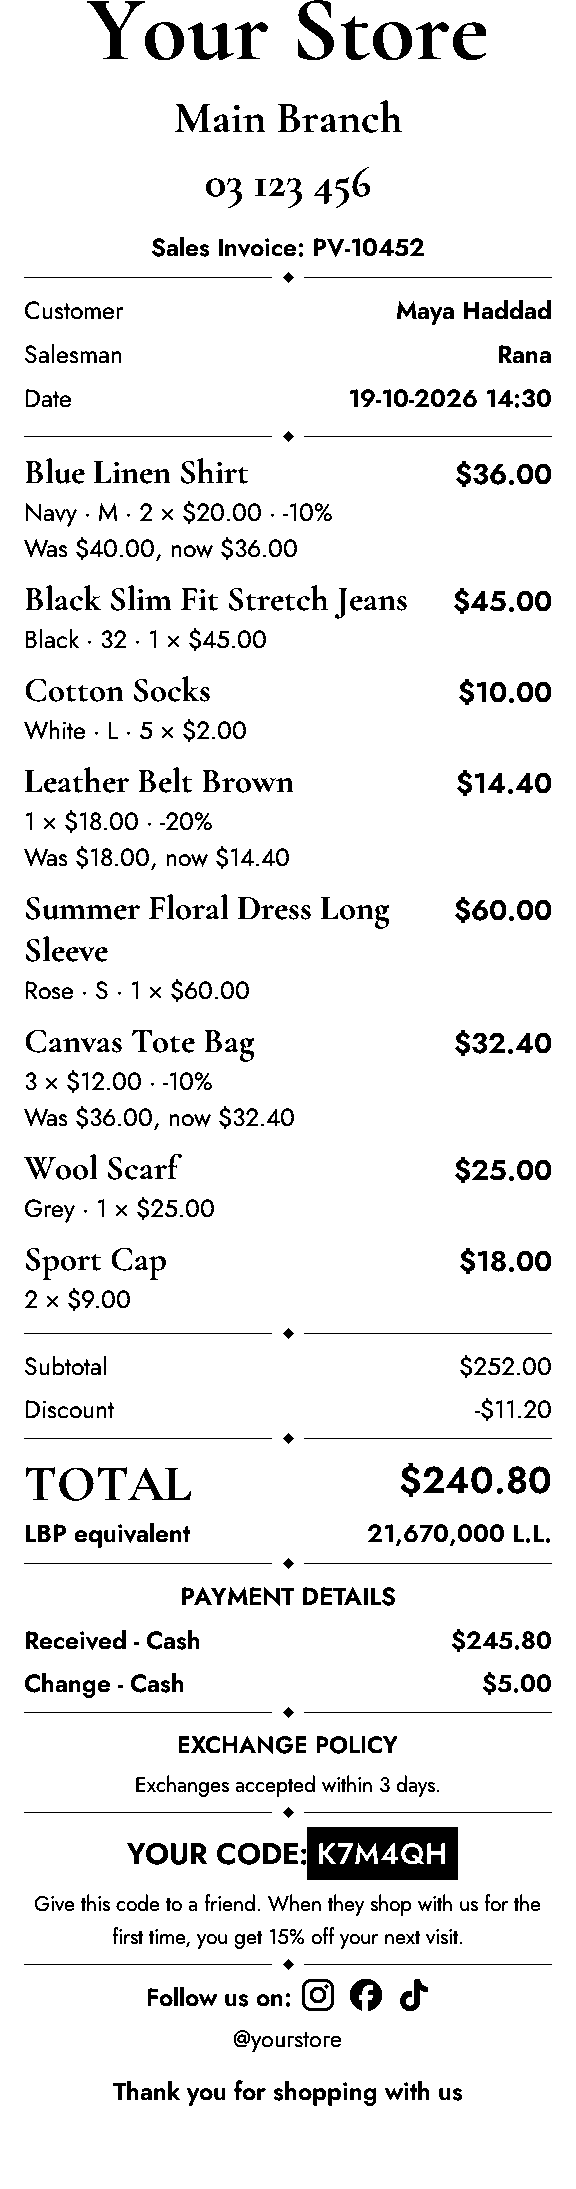 Your Store
Main Branch
03 123 456
Sales Invoice: PV-10452
Customer Maya Haddad
Salesman Rana
Date 19-10-2026 14:30
Blue Linen Shirt $36.00
Navy · M · 2 × $20.00 · -10%
Was $40.00, now $36.00
Black Slim Fit Stretch Jeans $45.00
Black · 32 · 1 × $45.00
Cotton Socks $10.00
White · L · 5 × $2.00
Leather Belt Brown $14.40
1 × $18.00 · -20%
Was $18.00, now $14.40
Summer Floral Dress Long $60.00
Sleeve
Rose · S · 1 × $60.00
Canvas Tote Bag $32.40
3 × $12.00 · -10%
Was $36.00, now $32.40
Wool Scarf $25.00
Grey · 1 × $25.00
Sport Cap $18.00
2 × $9.00
Subtotal $252.00
Discount -$11.20
TOTAL $240.80
LBP equivalent 21,670,000 L.L.
PAYMENT DETAILS
Received - Cash $245.80
Change - Cash $5.00
EXCHANGE POLICY
Exchanges accepted within 3 days.
YOUR CODE: K7M4QH
Give this code to a friend. When they shop with us for the
first time, you get 15% off your next visit.
Follow us on:
@yourstore
Thank you for shopping with us